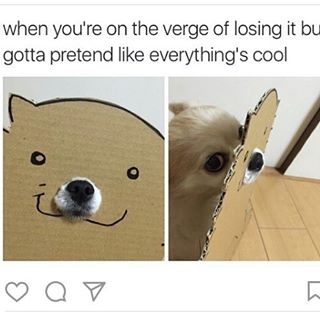 when you're on the verge of losing it bu
gotta pretend like everything's cool